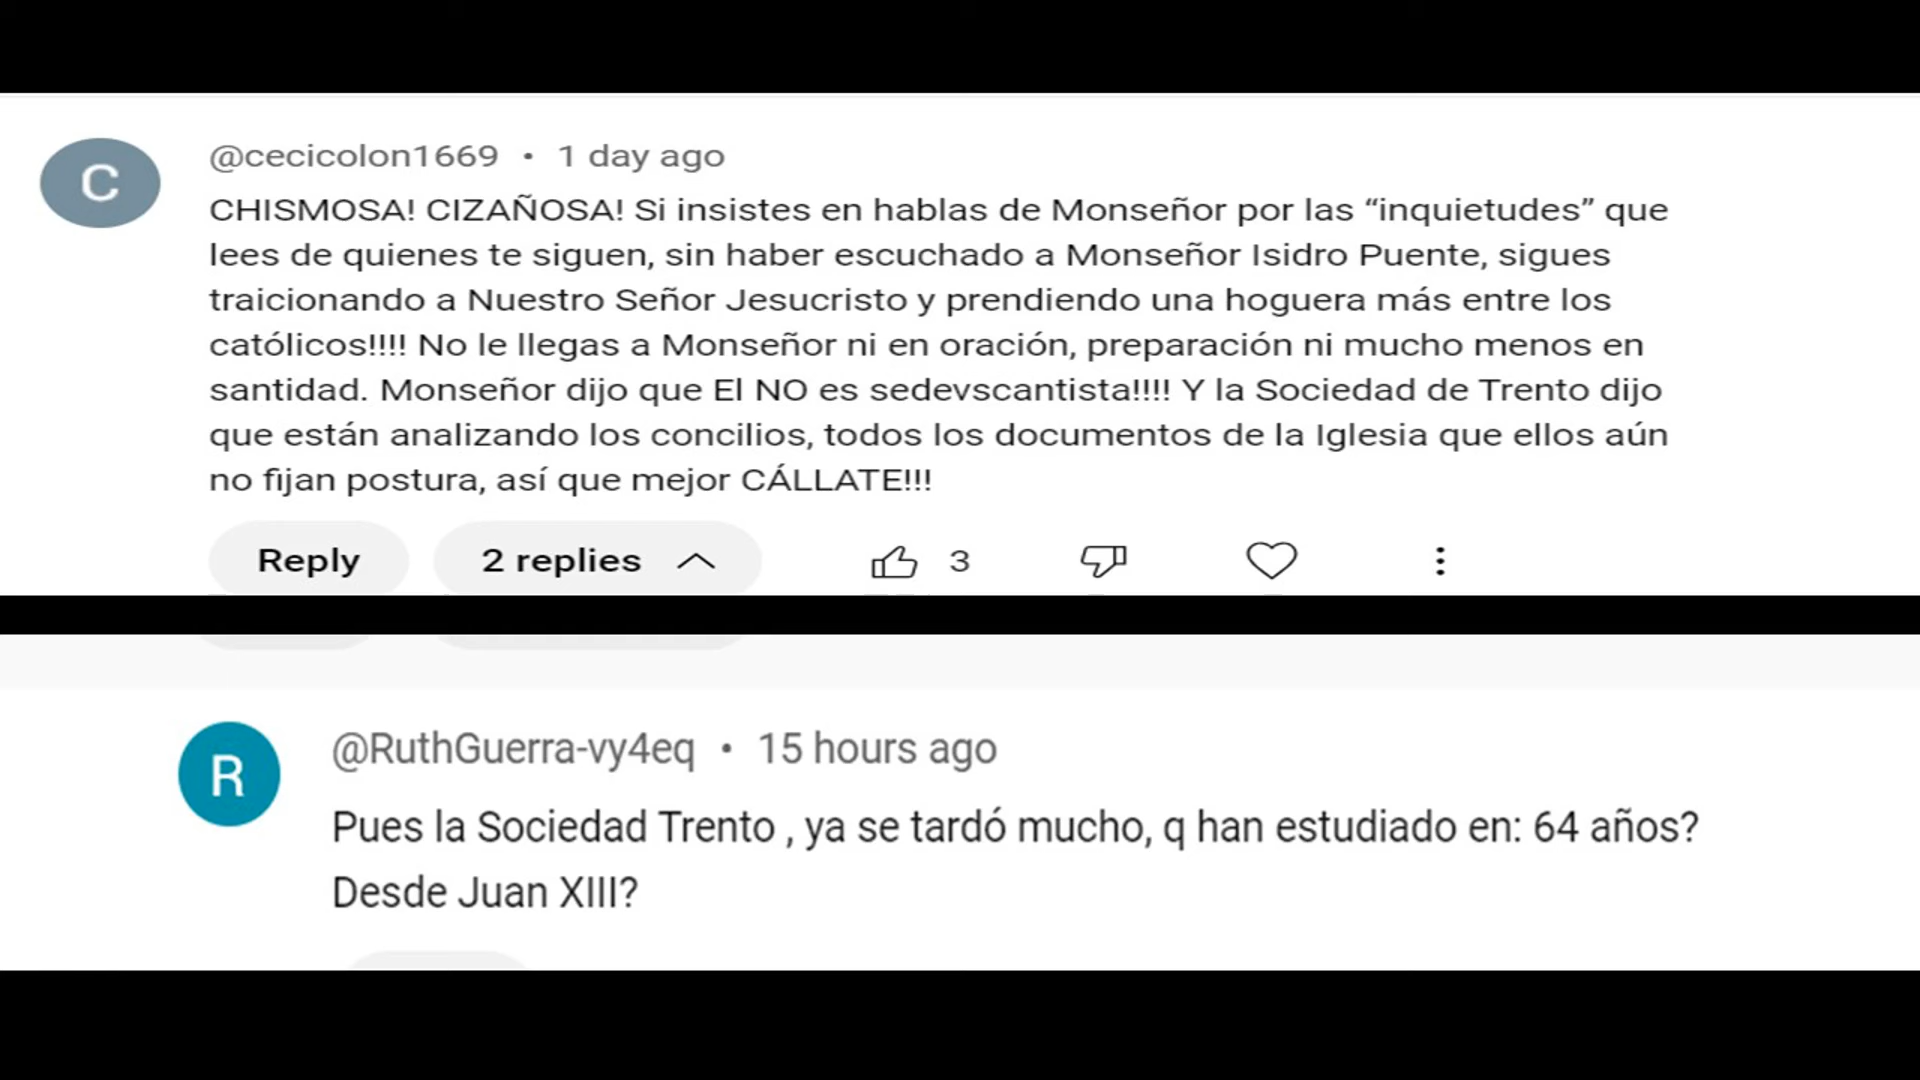 C
@cecicolon1669 • 1 day ago
CHISMOSA! CIZAÑOSA! Si insistes en hablas de Monseñor por las “inquietudes” que
lees de quienes te siguen, sin haber escuchado a Monseñor Isidro Puente, sigues
traicionando a Nuestro Señor Jesucristo y prendiendo una hoguera más entre los
católicos!!!! No le llegas a Monseñor ni en oración, preparación ni mucho menos en
santidad. Monseñor dijo que El NO es sedevscantista!!!! Y la Sociedad de Trento dijo
que están analizando los concilios, todos los documentos de la Iglesia que ellos aún
no fijan postura, así que mejor CÁLLATE!!!
Reply 2 replies 3
R
@RuthGuerra-vy4eq • 15 hours ago
Pues la Sociedad Trento , ya se tardó mucho, q han estudiado en: 64 años?
Desde Juan XIII?